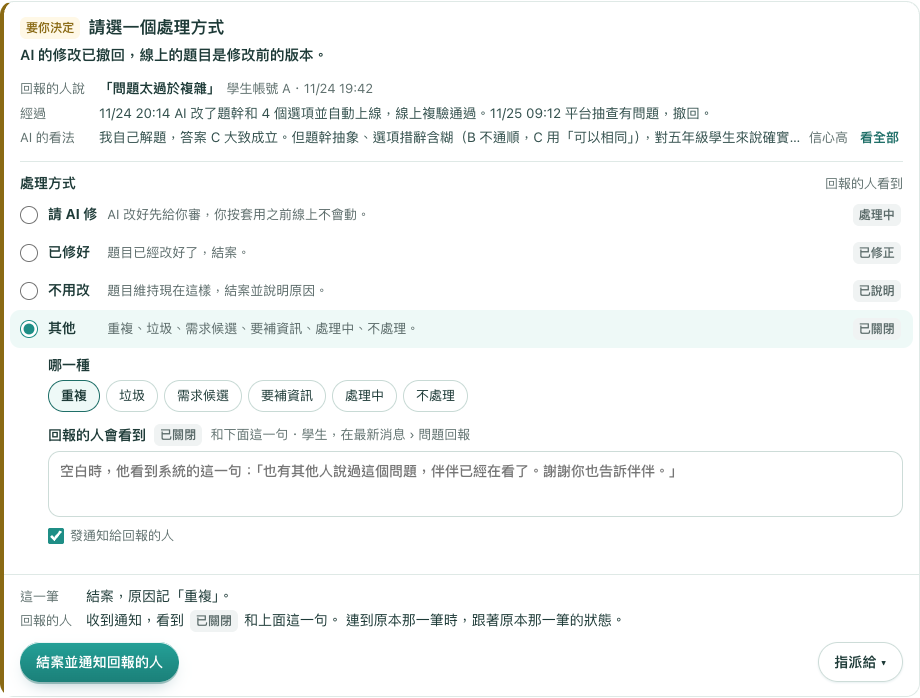 要你決定 請選一個處理方式
AI 的修改已撤回，線上的題目是修改前的版本。
回報的人說 「問題太過於複雜」 學生帳號 A · 11/24 19:42
經過 11/24 20:14 AI 改了題幹和 4 個選項並自動上線，線上複驗通過。11/25 09:12 平台抽查有問題，撤回。
AI 的看法 我自己解題，答案 C 大致成立。但題幹抽象、選項措辭含糊（B 不通順，C 用「可以相同」），對五年級學生來說確實... 信心高 看全部
處理方式 回報的人看到
請 AI 修 AI 改好先給你審，你按套用之前線上不會動。 處理中
已修好 題目已經改好了，結案。 已修正
不用改 題目維持現在這樣，結案並說明原因。 已說明
其他 重複、垃圾、需求候選、要補資訊、處理中、不處理。 已關閉
哪一種
重複 垃圾 需求候選 要補資訊 處理中 不處理
回報的人會看到 已關閉 和下面這一句 · 學生，在最新消息 › 問題回報
空白時，他看到系統的這一句：「也有其他人說過這個問題，伴伴已經在看了。謝謝你也告訴伴伴。」
發通知給回報的人
這一筆 結案，原因記「重複」。
回報的人 收到通知，看到 已關閉 和上面這一句。 連到原本那一筆時，跟著原本那一筆的狀態。
結案並通知回報的人 指派給 ▾